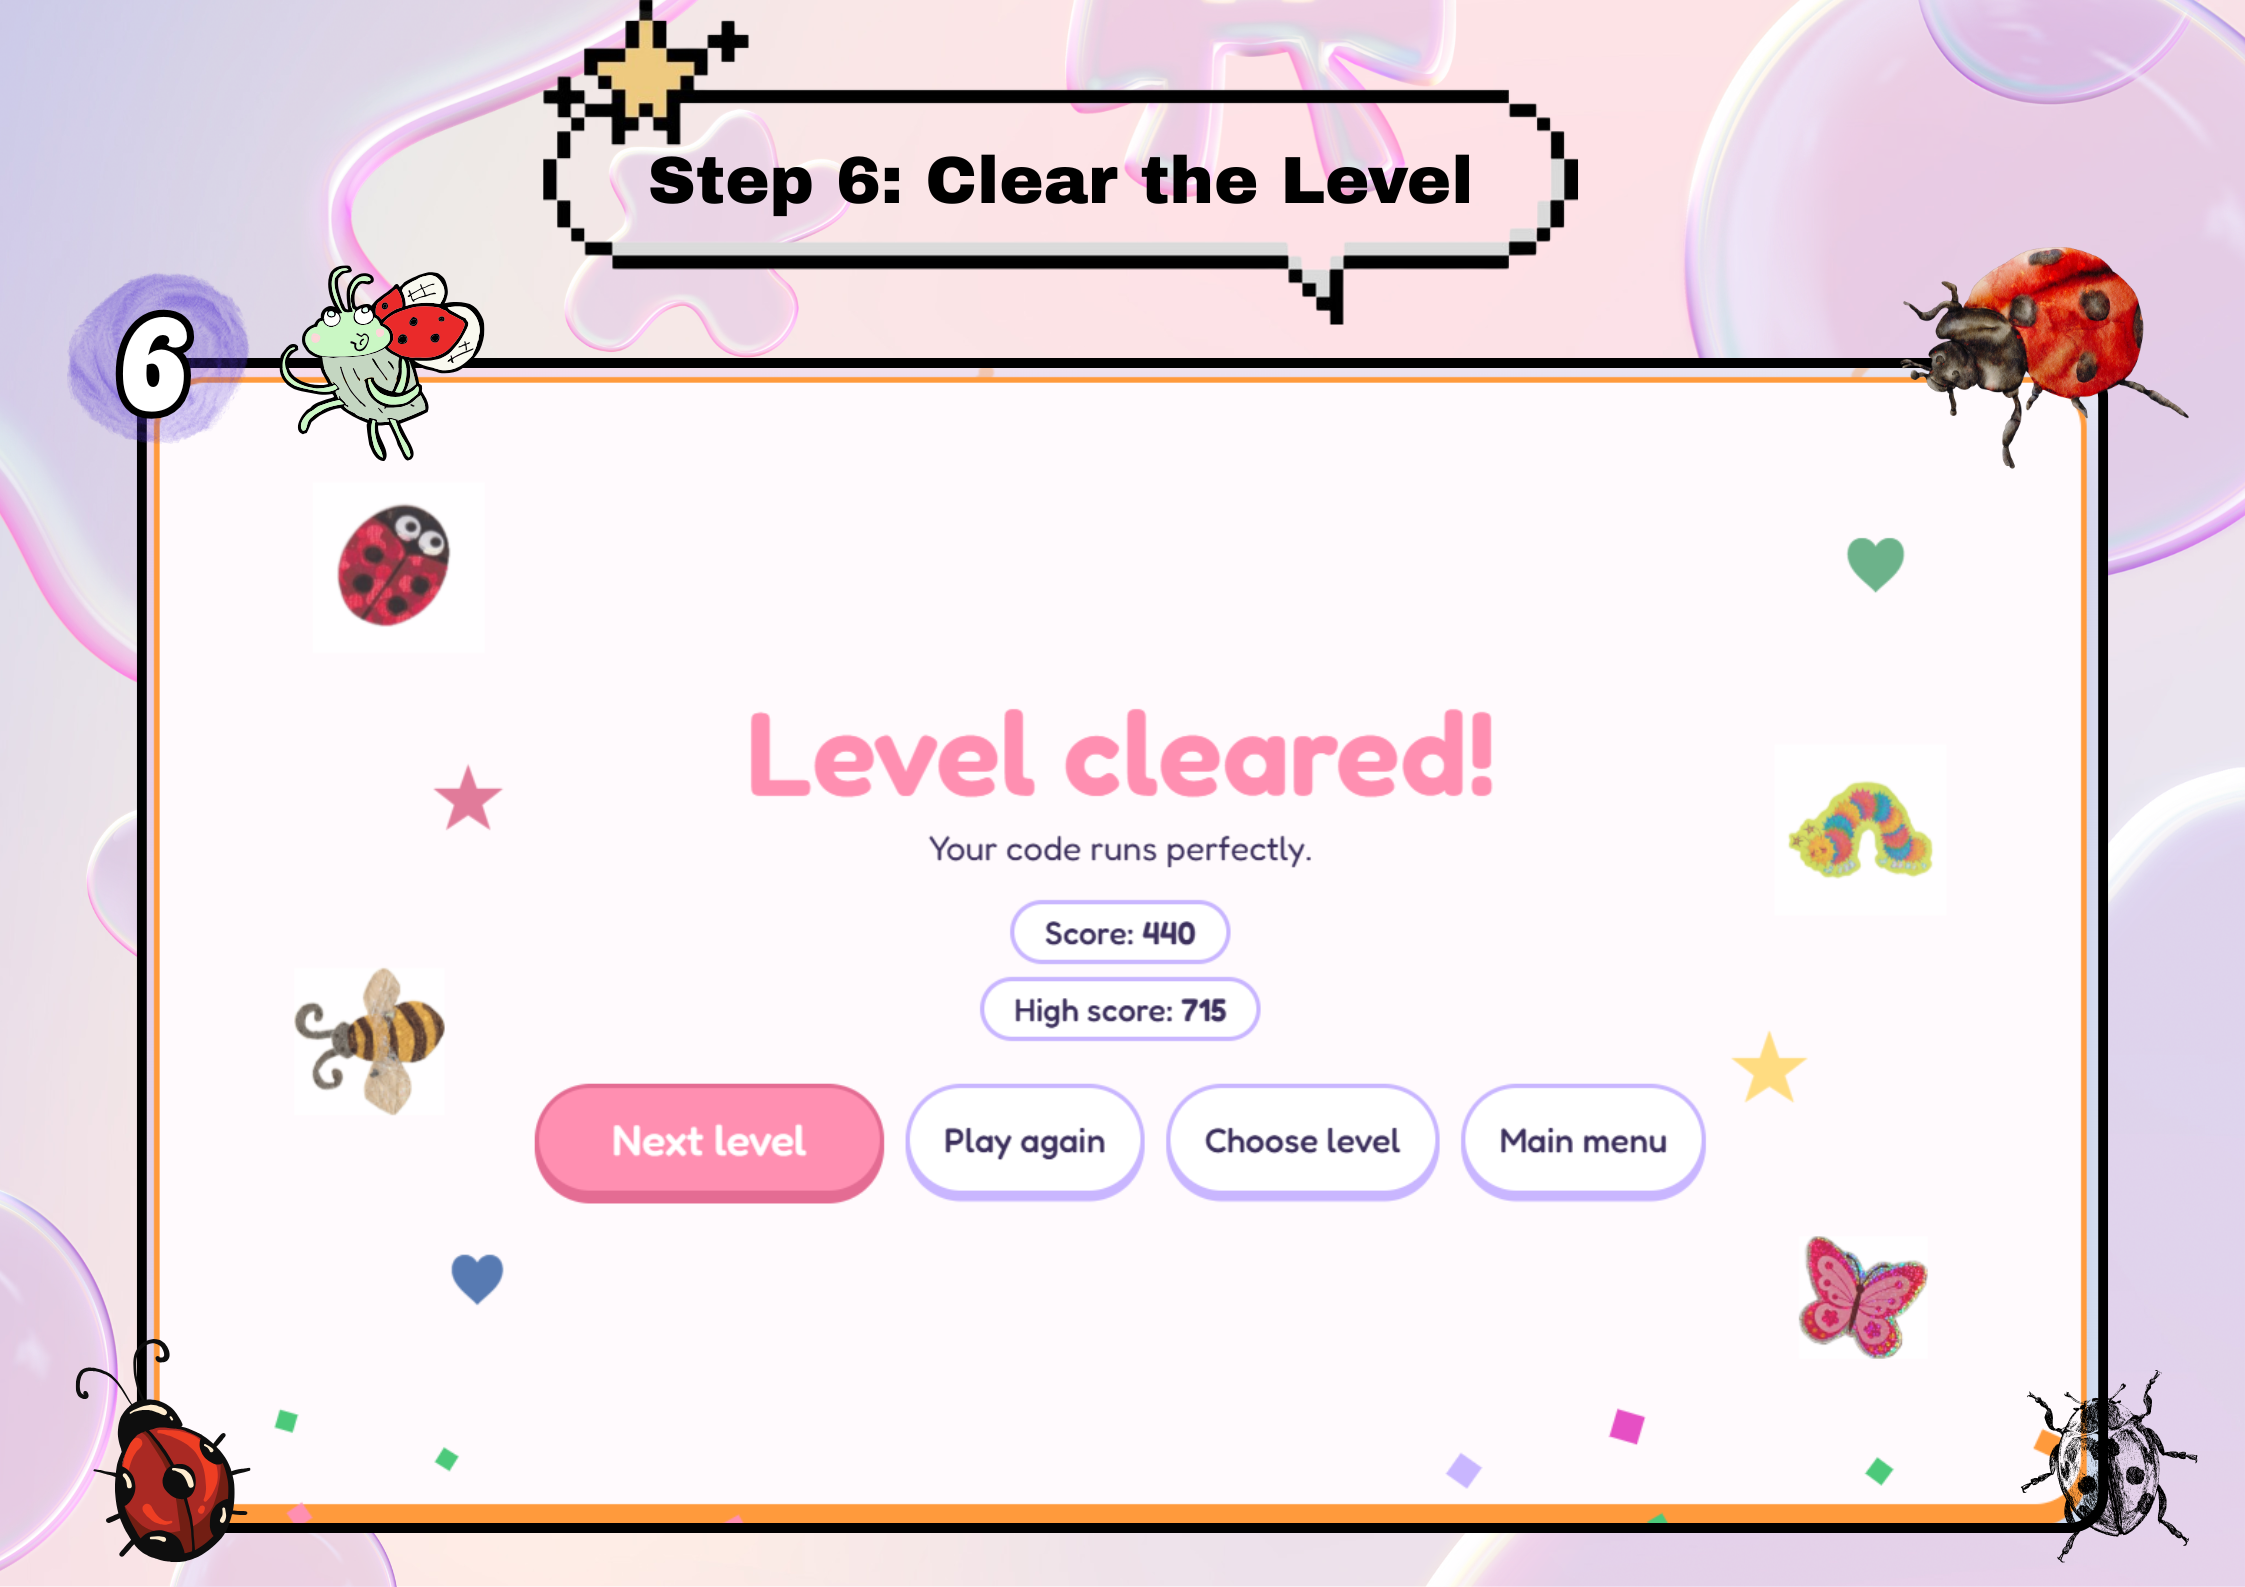 Step 6: Clear the Level
6
Level cleared!
Your code runs perfectly.
Score: 440
High score: 715
Next level
Play again
Choose level
Main menu